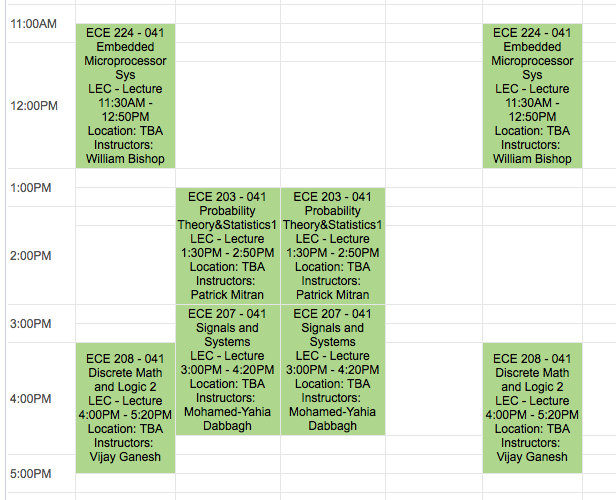 11:00AM
12:00PM
1:00PM
2:00PM
3:00PM
4:00PM
5:00PM
ECE 224 - 041
Embedded
Microprocessor
Sys
LEC - Lecture
11:30AM -
12:50PM
Location: TBA
Instructors:
William Bishop
ECE 208 - 041
Discrete Math
and Logic 2
LEC - Lecture
4:00PM - 5:20PM
Location: TBA
Instructors:
Vijay Ganesh
ECE 203 - 041
Probability
Theory&Statistics1
LEC - Lecture
1:30PM - 2:50PM
Location: TBA
Instructors:
Patrick Mitran
ECE 207 - 041
Signals and
Systems
LEC - Lecture
3:00PM - 4:20PM
Location: TBA
Instructors:
Mohamed-Yahia
Dabbagh
ECE 203 - 041
Probability
Theory&Statistics1
LEC - Lecture
1:30PM - 2:50PM
Location: TBA
Instructors:
Patrick Mitran
ECE 207 - 041
Signals and
Systems
LEC - Lecture
3:00PM - 4:20PM
Location: TBA
Instructors:
Mohamed-Yahia
Dabbagh
ECE 224 - 041
Embedded
Microprocessor
Sys
LEC - Lecture
11:30AM -
12:50PM
Location: TBA
Instructors:
William Bishop
ECE 208 - 041
Discrete Math
and Logic 2
LEC - Lecture
4:00PM - 5:20PM
Location: TBA
Instructors:
Vijay Ganesh